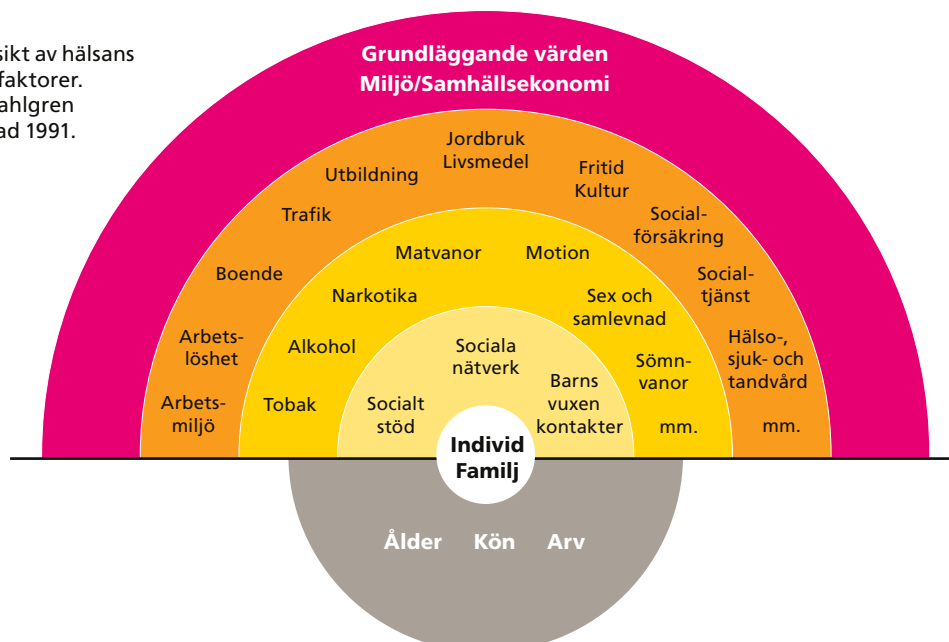 sikt av hälsans
faktorer.
ahlgren
ad 1991.
Grundläggande värden
Miljö/Samhällsekonomi
Jordbruk
Livsmedel
Utbildning
Fritid
Kultur
Trafik
Social-
försäkring
Boende
Social-
tjänst
Arbets-
löshet
Hälso-,
sjuk- och
tandvård
Arbets-
miljö
mm.
Matvanor
Motion
Narkotika
Sex och
samlevnad
Alkohol
Sömn-
vanor
Tobak
mm.
Sociala
nätverk
Socialt
stöd
Barns
vuxen
kontakter
Individ
Familj
Ålder Kön Arv